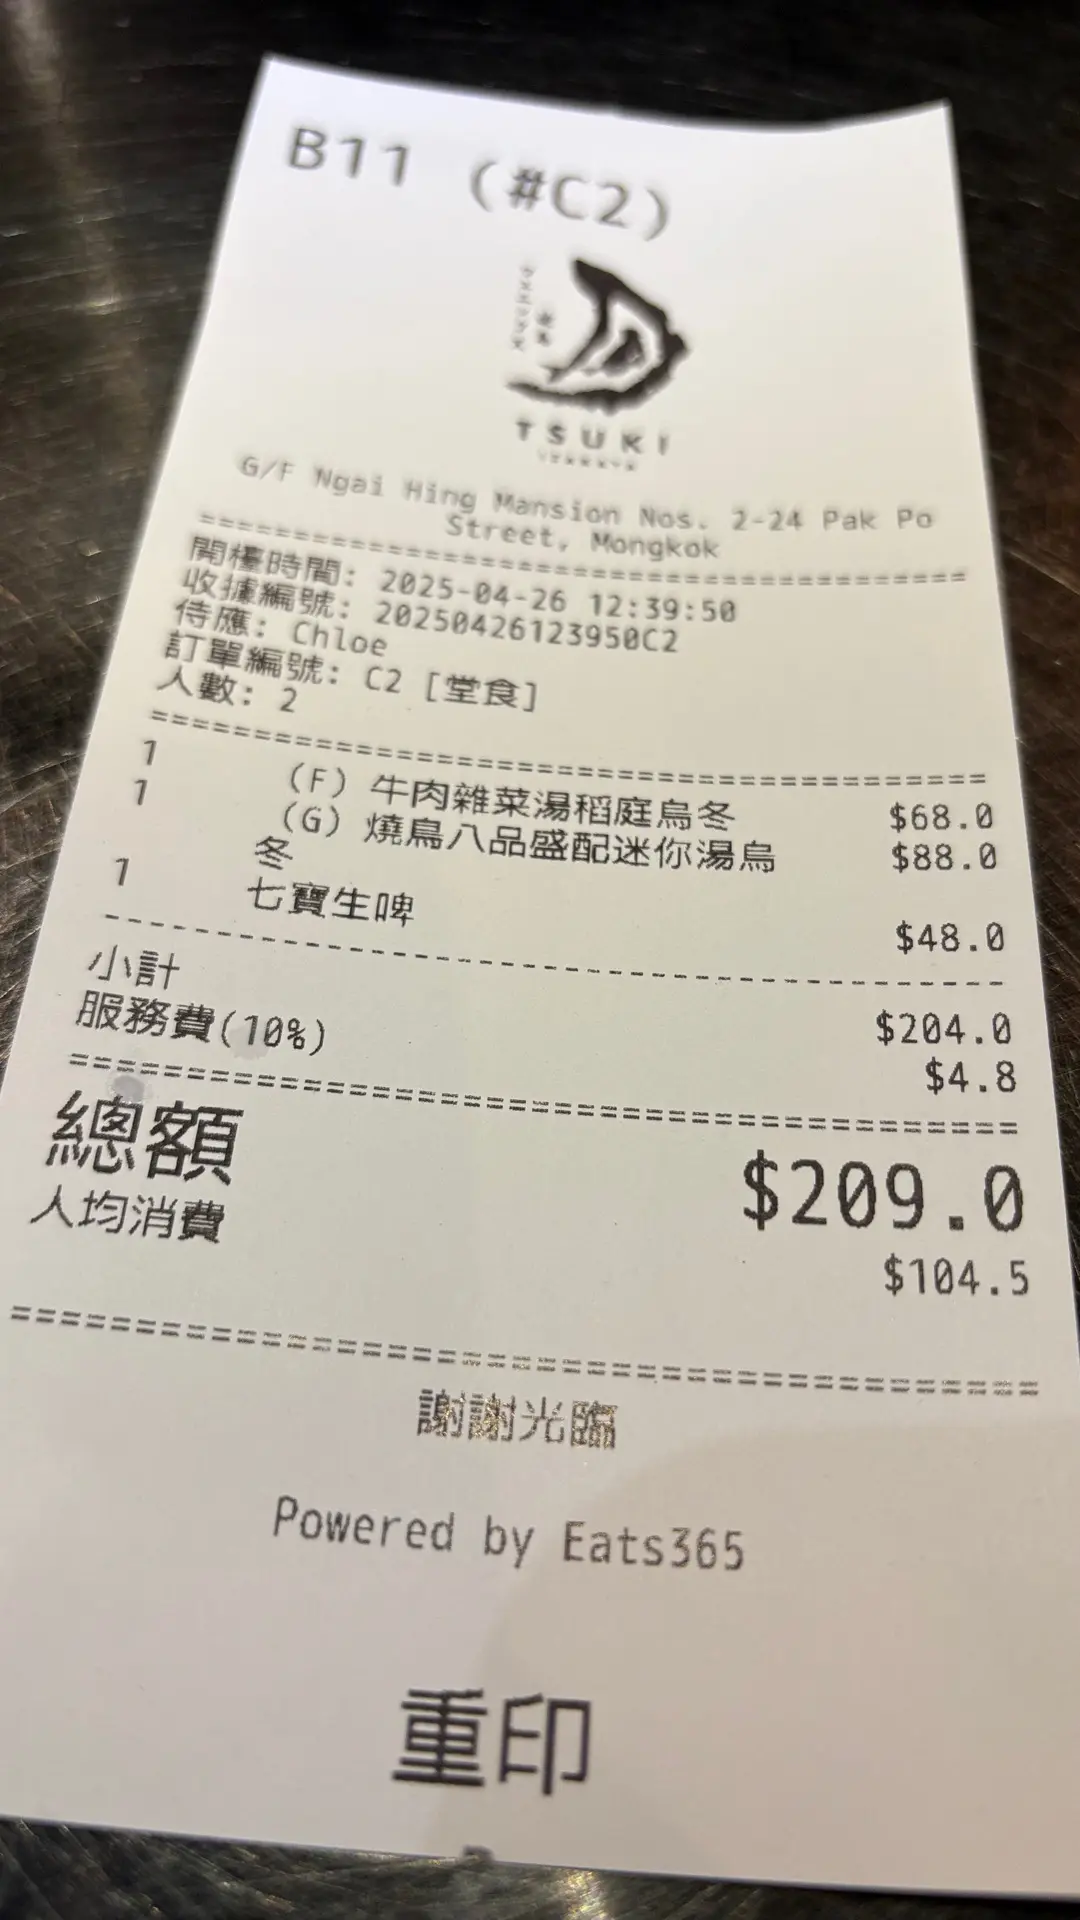 B11 (#C2)
TSUKI
G/F Ngai Hing Mansion Nos. 2-24 Pak Po
Street, Mongkok
開檯時間: 2025-04-26 12:39:50
收據編號: 20250426123950C2
侍應: Chloe
訂單編號: C2 [堂食]
人數: 2
1 (F) 牛肉雜菜湯稻庭烏冬 $68.0
1 (G) 燒鳥八品盛配迷你湯烏 $88.0
冬
1 七寶生啤 $48.0
小計 $204.0
服務費(10%) $4.8
總額 $209.0
人均消費 $104.5
謝謝光臨
Powered by Eats365
重印